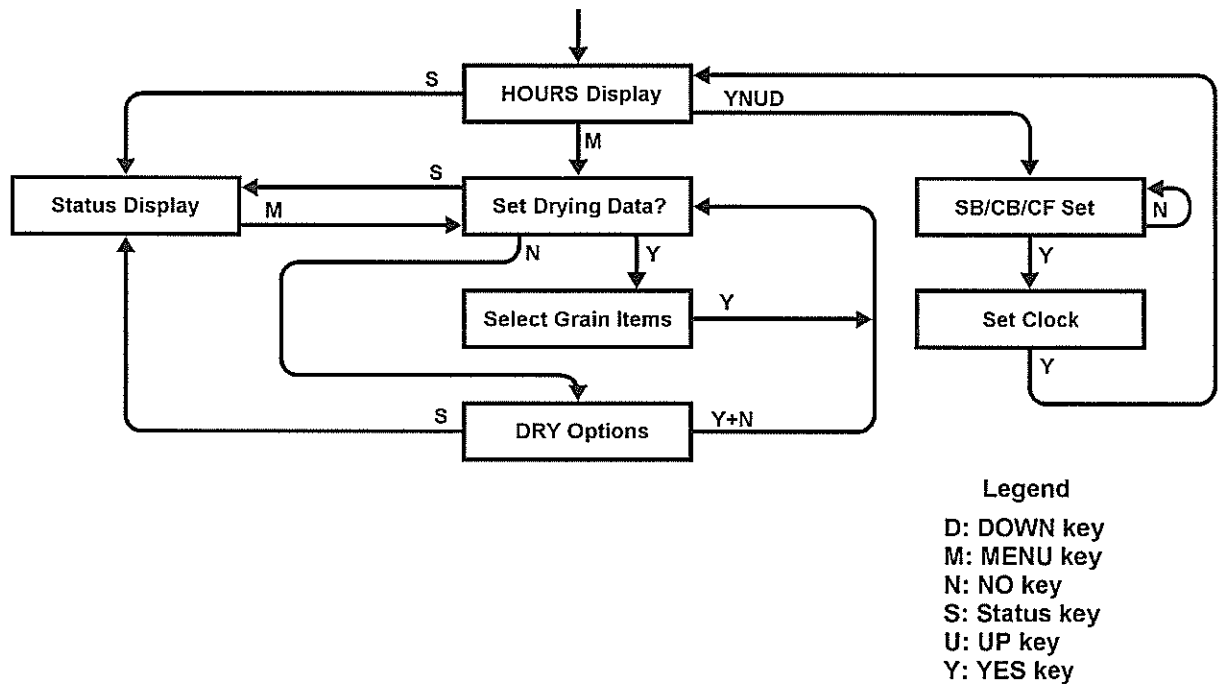 S
HOURS Display
YNUD
M
S
Status Display
M
Set Drying Data?
SB/CB/CF Set
N
N
Y
Y
Select Grain Items
Y
Set Clock
Y
S
DRY Options
Y+N
Legend
D: DOWN key
M: MENU key
N: NO key
S: Status key
U: UP key
Y: YES key